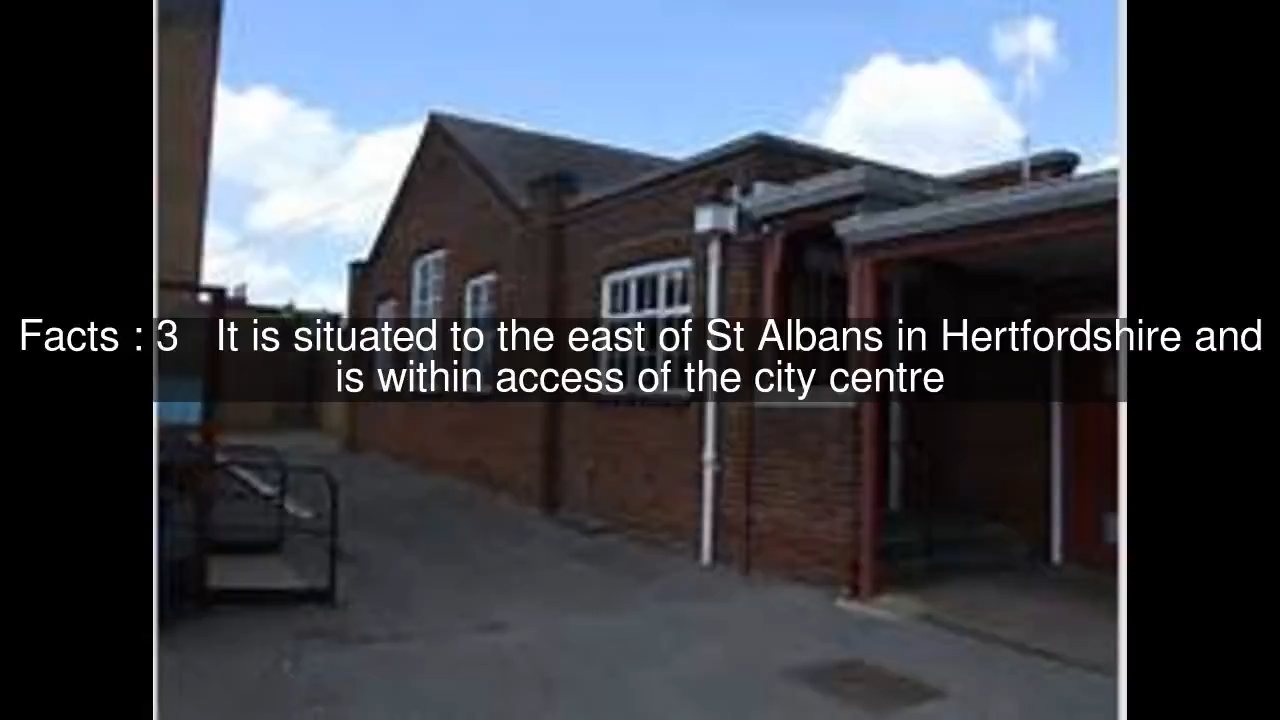 Facts : 3   It is situated to the east of St Albans in Hertfordshire and
is within access of the city centre